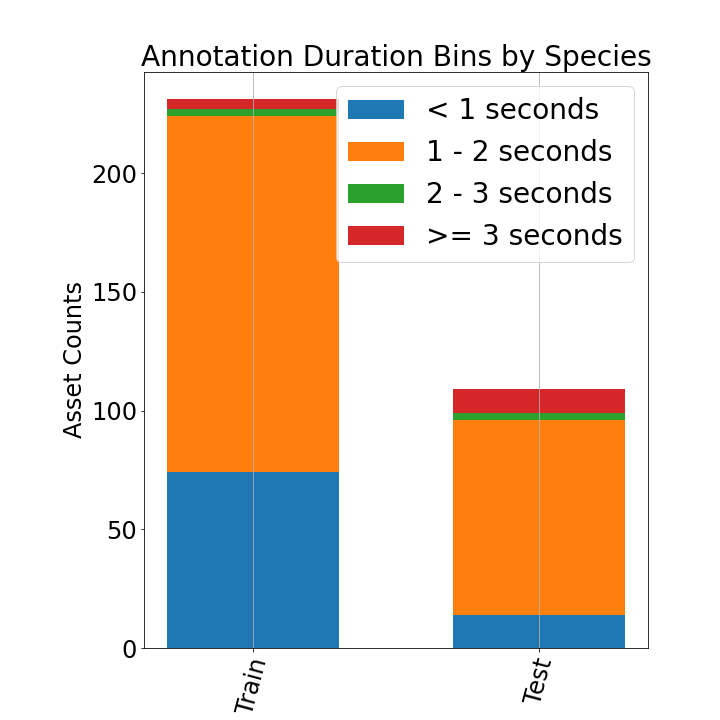 Annotation Duration Bins by Species
< 1 seconds
1 - 2 seconds
2 - 3 seconds
>= 3 seconds
200
150
100
50
0
Asset Counts
Train
Test